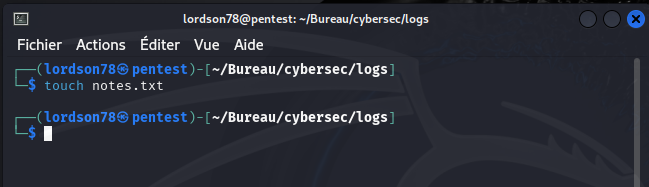 lordson78@pentest: ~/Bureau/cybersec/logs
Fichier Actions Éditer Vue Aide
┌──(lordson78㉿pentest)-[~/Bureau/cybersec/logs]
└─$ touch notes.txt
┌──(lordson78㉿pentest)-[~/Bureau/cybersec/logs]
└─$